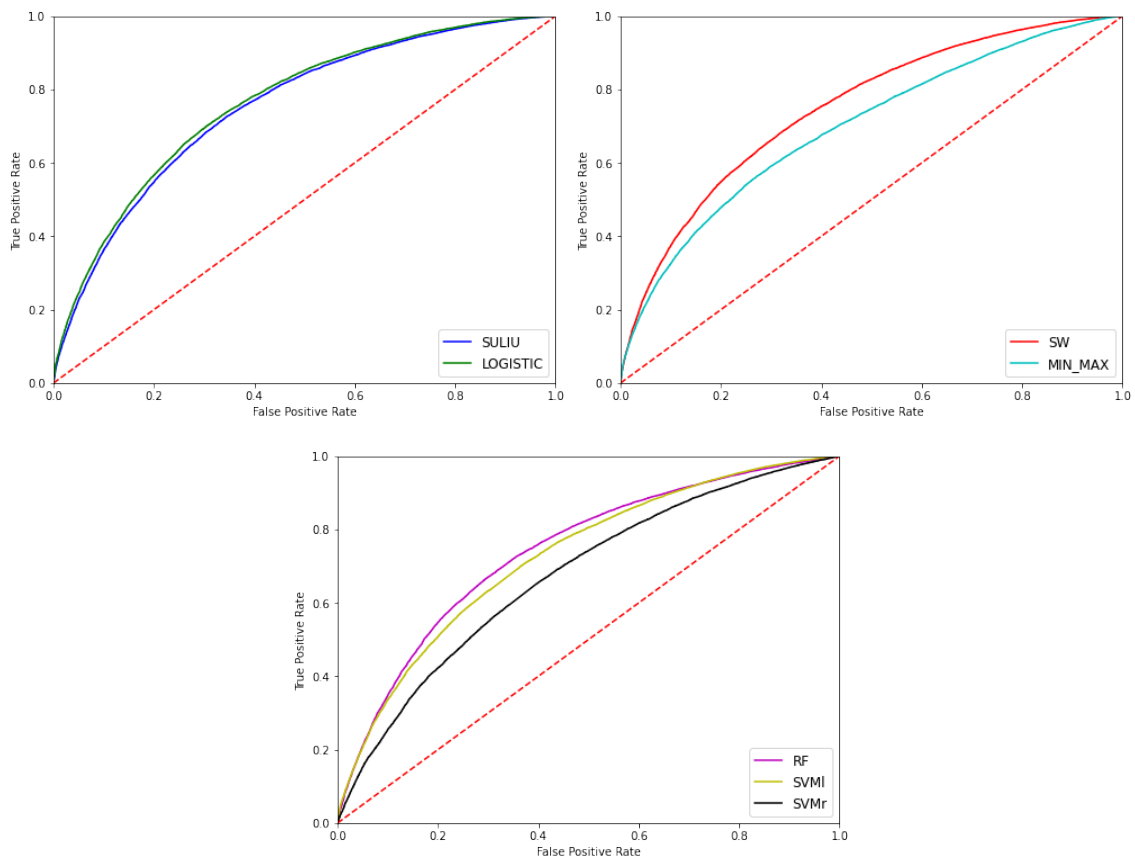 1.0
0.8
0.6
0.4
0.2
0.0
True Positive Rate
0.0 0.2 0.4 0.6 0.8 1.0
False Positive Rate
SULIU
LOGISTIC
1.0
0.8
0.6
0.4
0.2
0.0
True Positive Rate
0.0 0.2 0.4 0.6 0.8 1.0
False Positive Rate
SW
MIN_MAX
1.0
0.8
0.6
0.4
0.2
0.0
True Positive Rate
0.0 0.2 0.4 0.6 0.8 1.0
False Positive Rate
RF
SVMl
SVMr